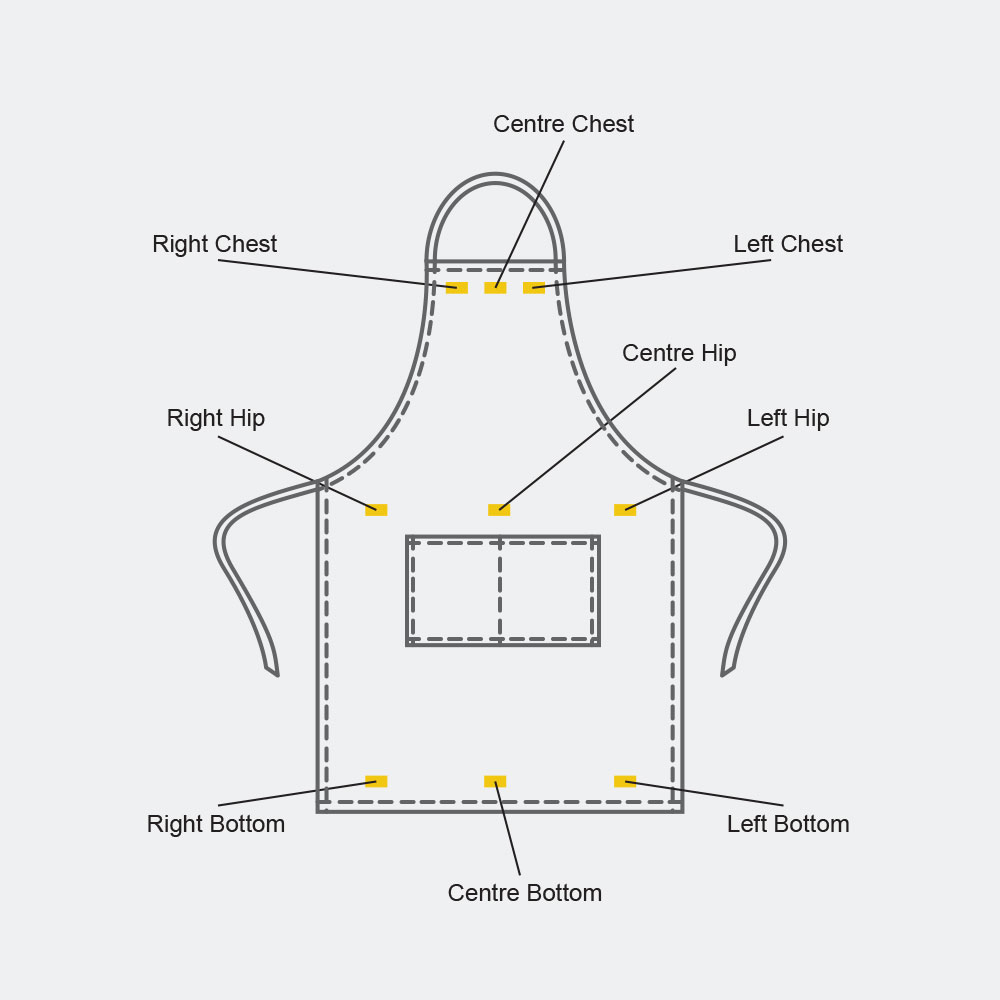 Centre Chest
Right Chest
Left Chest
Centre Hip
Right Hip
Left Hip
Right Bottom
Left Bottom
Centre Bottom